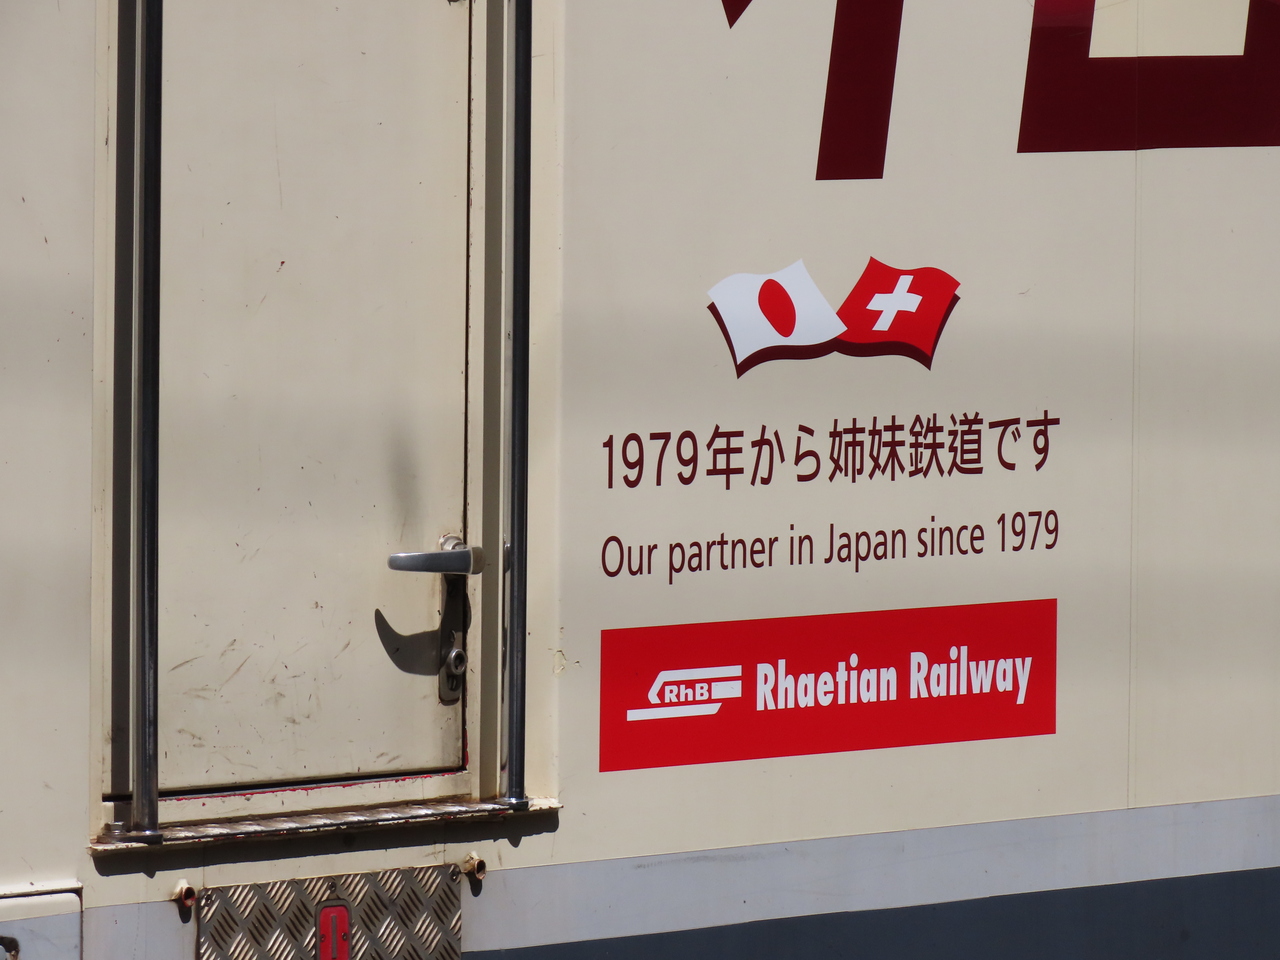 1979年から姉妹鉄道です
Our partner in Japan since 1979
RhB Rhaetian Railway